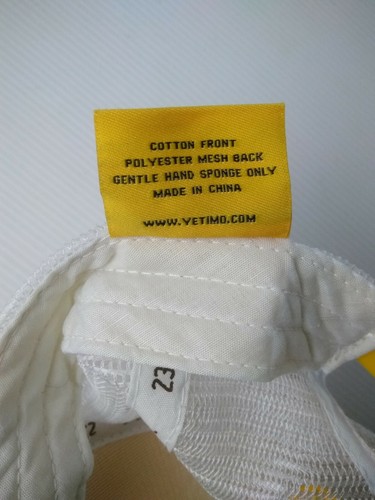 COTTON FRONT
POLYESTER MESH BACK
GENTLE HAND SPONGE ONLY
MADE IN CHINA
WWW.YETIMO.COM
23